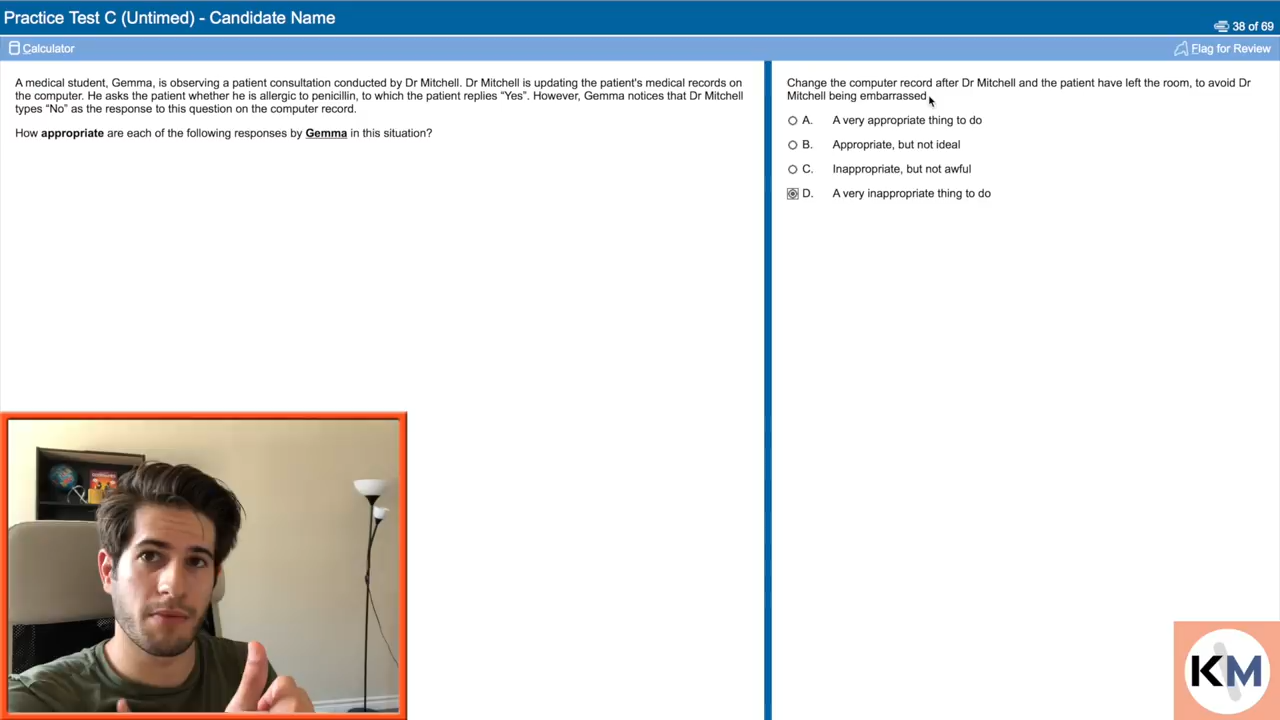 Practice Test C (Untimed) - Candidate Name
38 of 69
Calculator
Flag for Review
A medical student, Gemma, is observing a patient consultation conducted by Dr Mitchell. Dr Mitchell is updating the patient's medical records on
the computer. He asks the patient whether he is allergic to penicillin, to which the patient replies “Yes”. However, Gemma notices that Dr Mitchell
types “No” as the response to this question on the computer record.
How appropriate are each of the following responses by Gemma in this situation?
Change the computer record after Dr Mitchell and the patient have left the room, to avoid Dr
Mitchell being embarrassed.
A. A very appropriate thing to do
B. Appropriate, but not ideal
C. Inappropriate, but not awful
D. A very inappropriate thing to do
KM